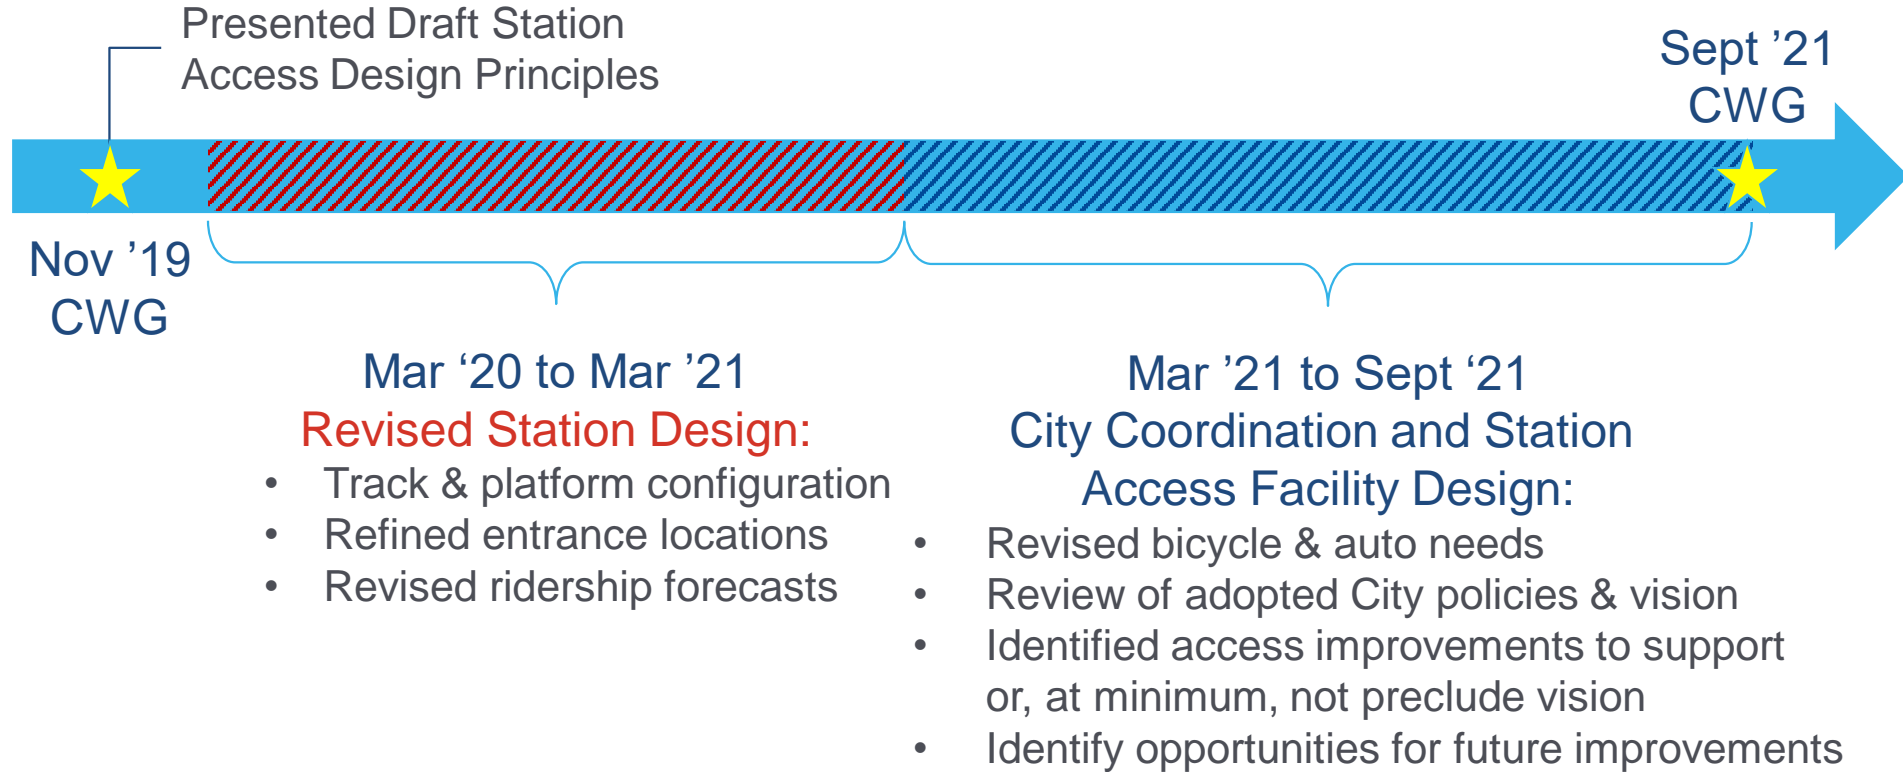 Presented Draft Station
Access Design Principles
Sept ’21
CWG
Nov ’19
CWG
Mar ‘20 to Mar ’21
Revised Station Design:
• Track & platform configuration
• Refined entrance locations
• Revised ridership forecasts
Mar ’21 to Sept ‘21
City Coordination and Station
Access Facility Design:
• Revised bicycle & auto needs
• Review of adopted City policies & vision
• Identified access improvements to support
or, at minimum, not preclude vision
• Identify opportunities for future improvements